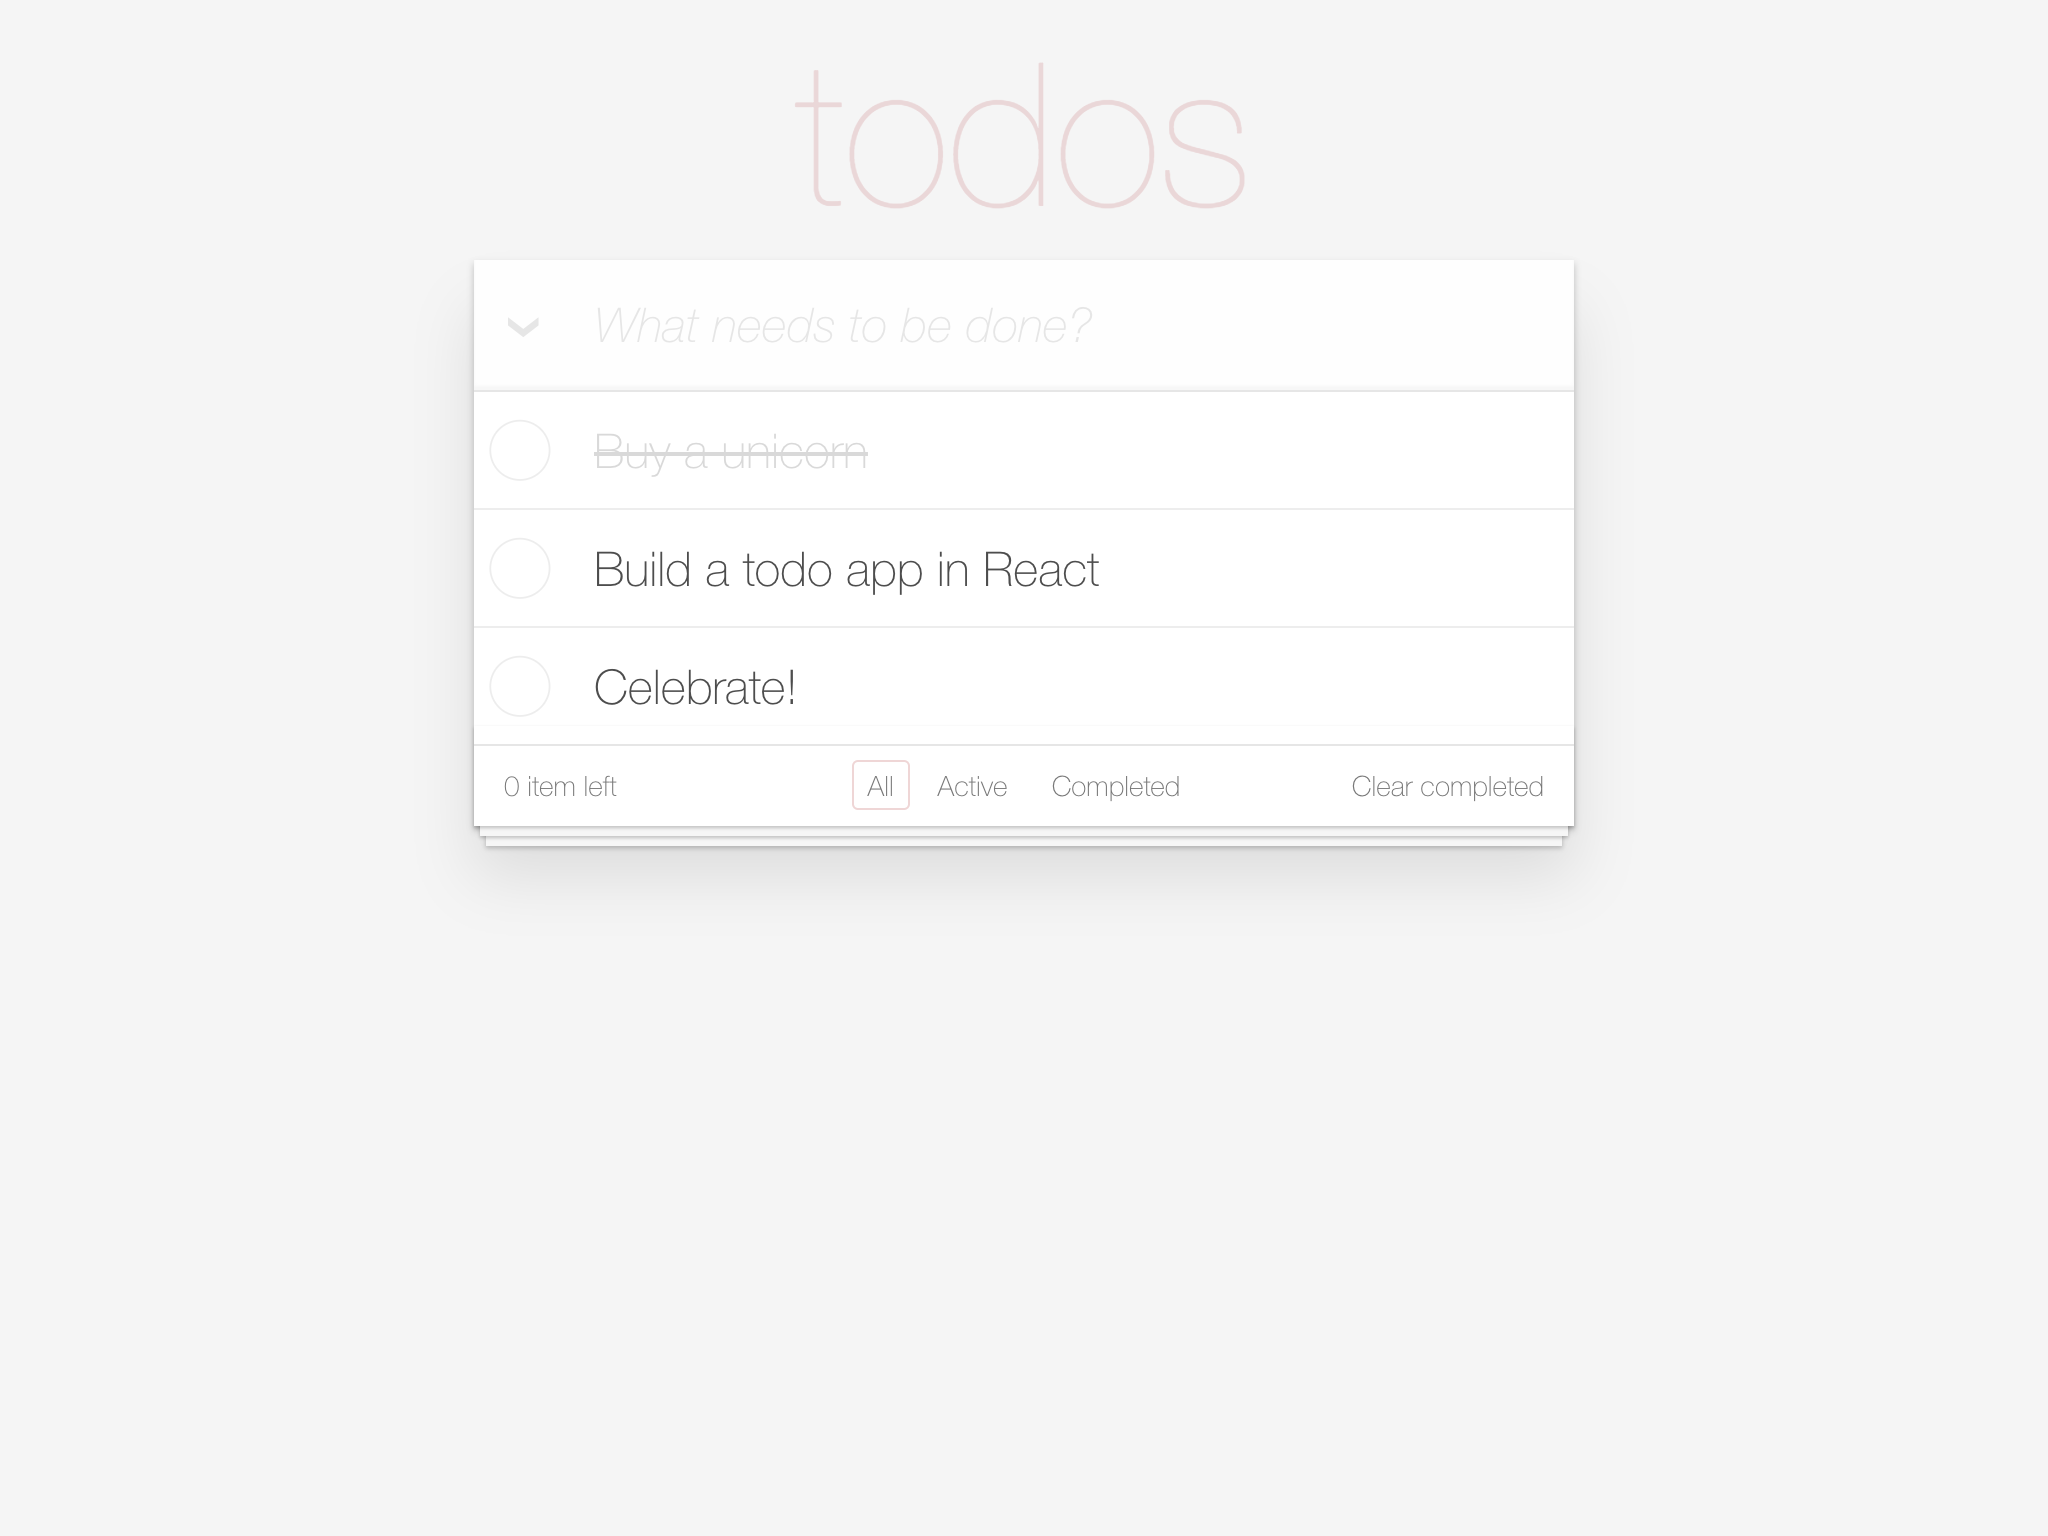 todos
What needs to be done?
Buy a unicorn
Build a todo app in React
Celebrate!
0 item left All Active Completed Clear completed